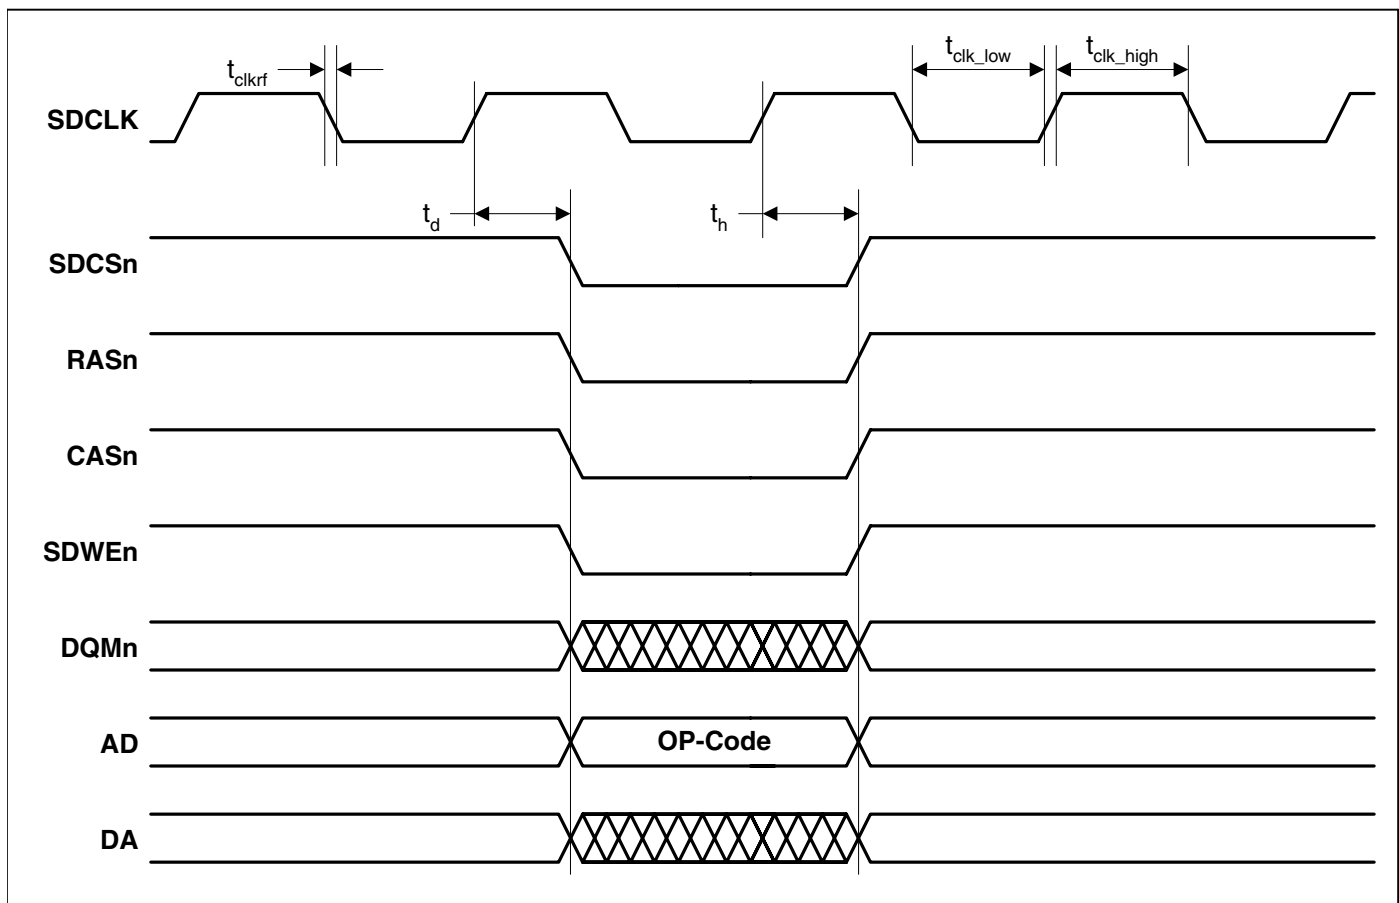 t_clkrf
t_clk_low
t_clk_high
SDCLK
t_d
t_h
SDCSn
RASn
CASn
SDWEn
DQMn
AD
OP-Code
DA